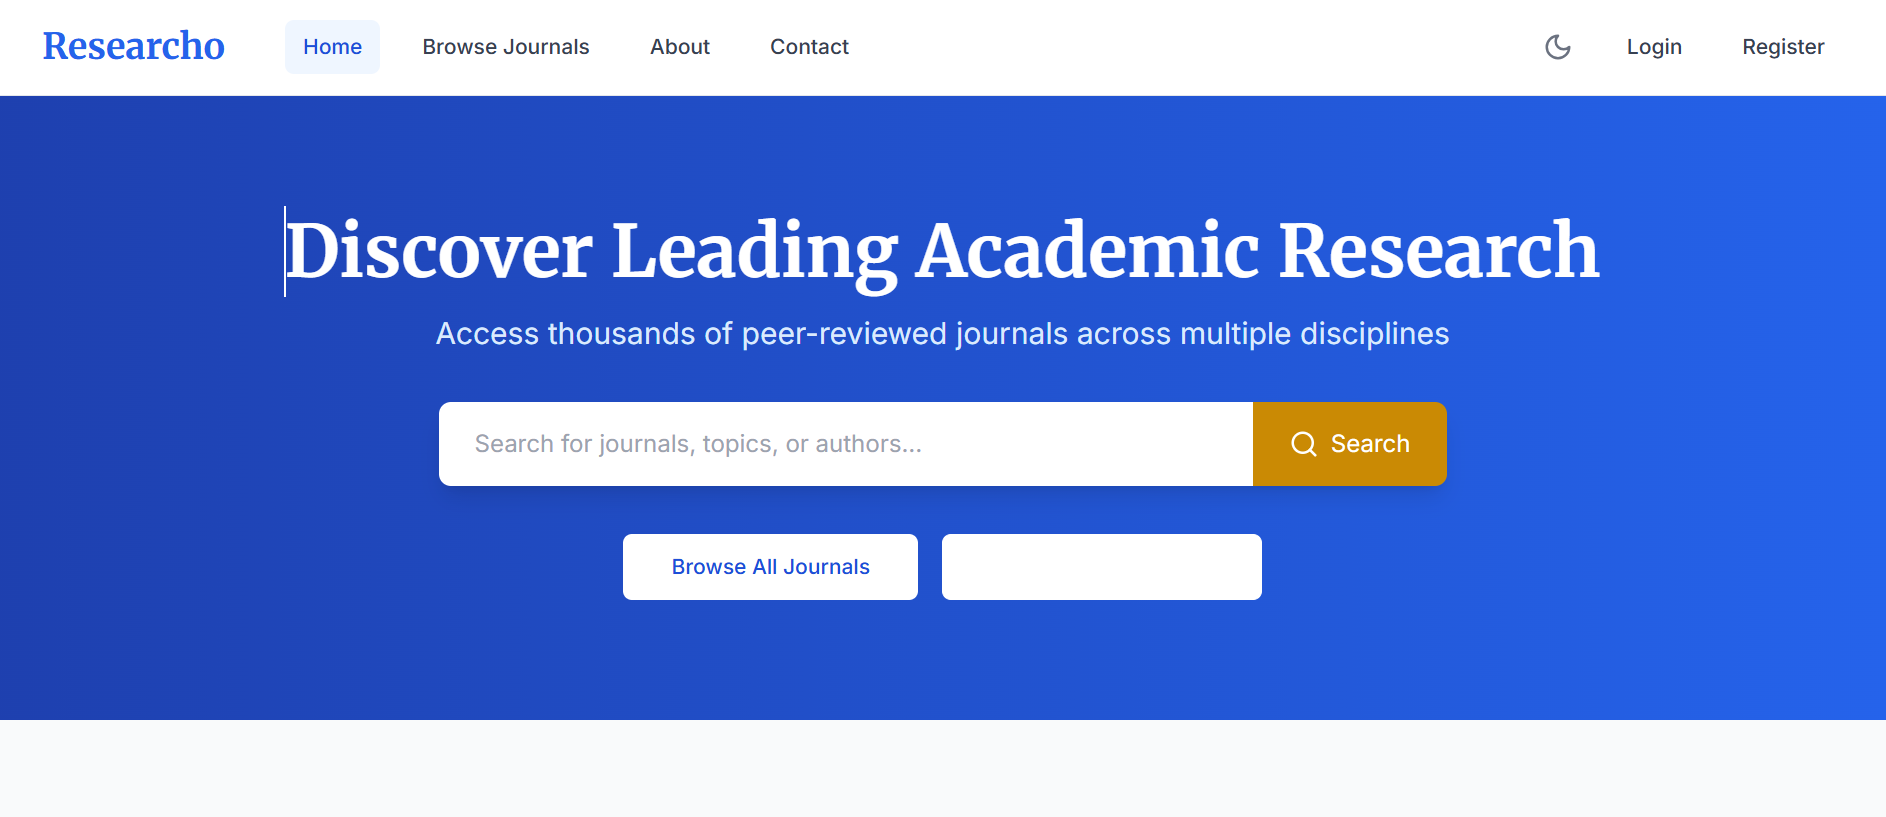 Researcho Home Browse Journals About Contact Login Register
Discover Leading Academic Research
Access thousands of peer-reviewed journals across multiple disciplines
Search for journals, topics, or authors... Search
Browse All Journals